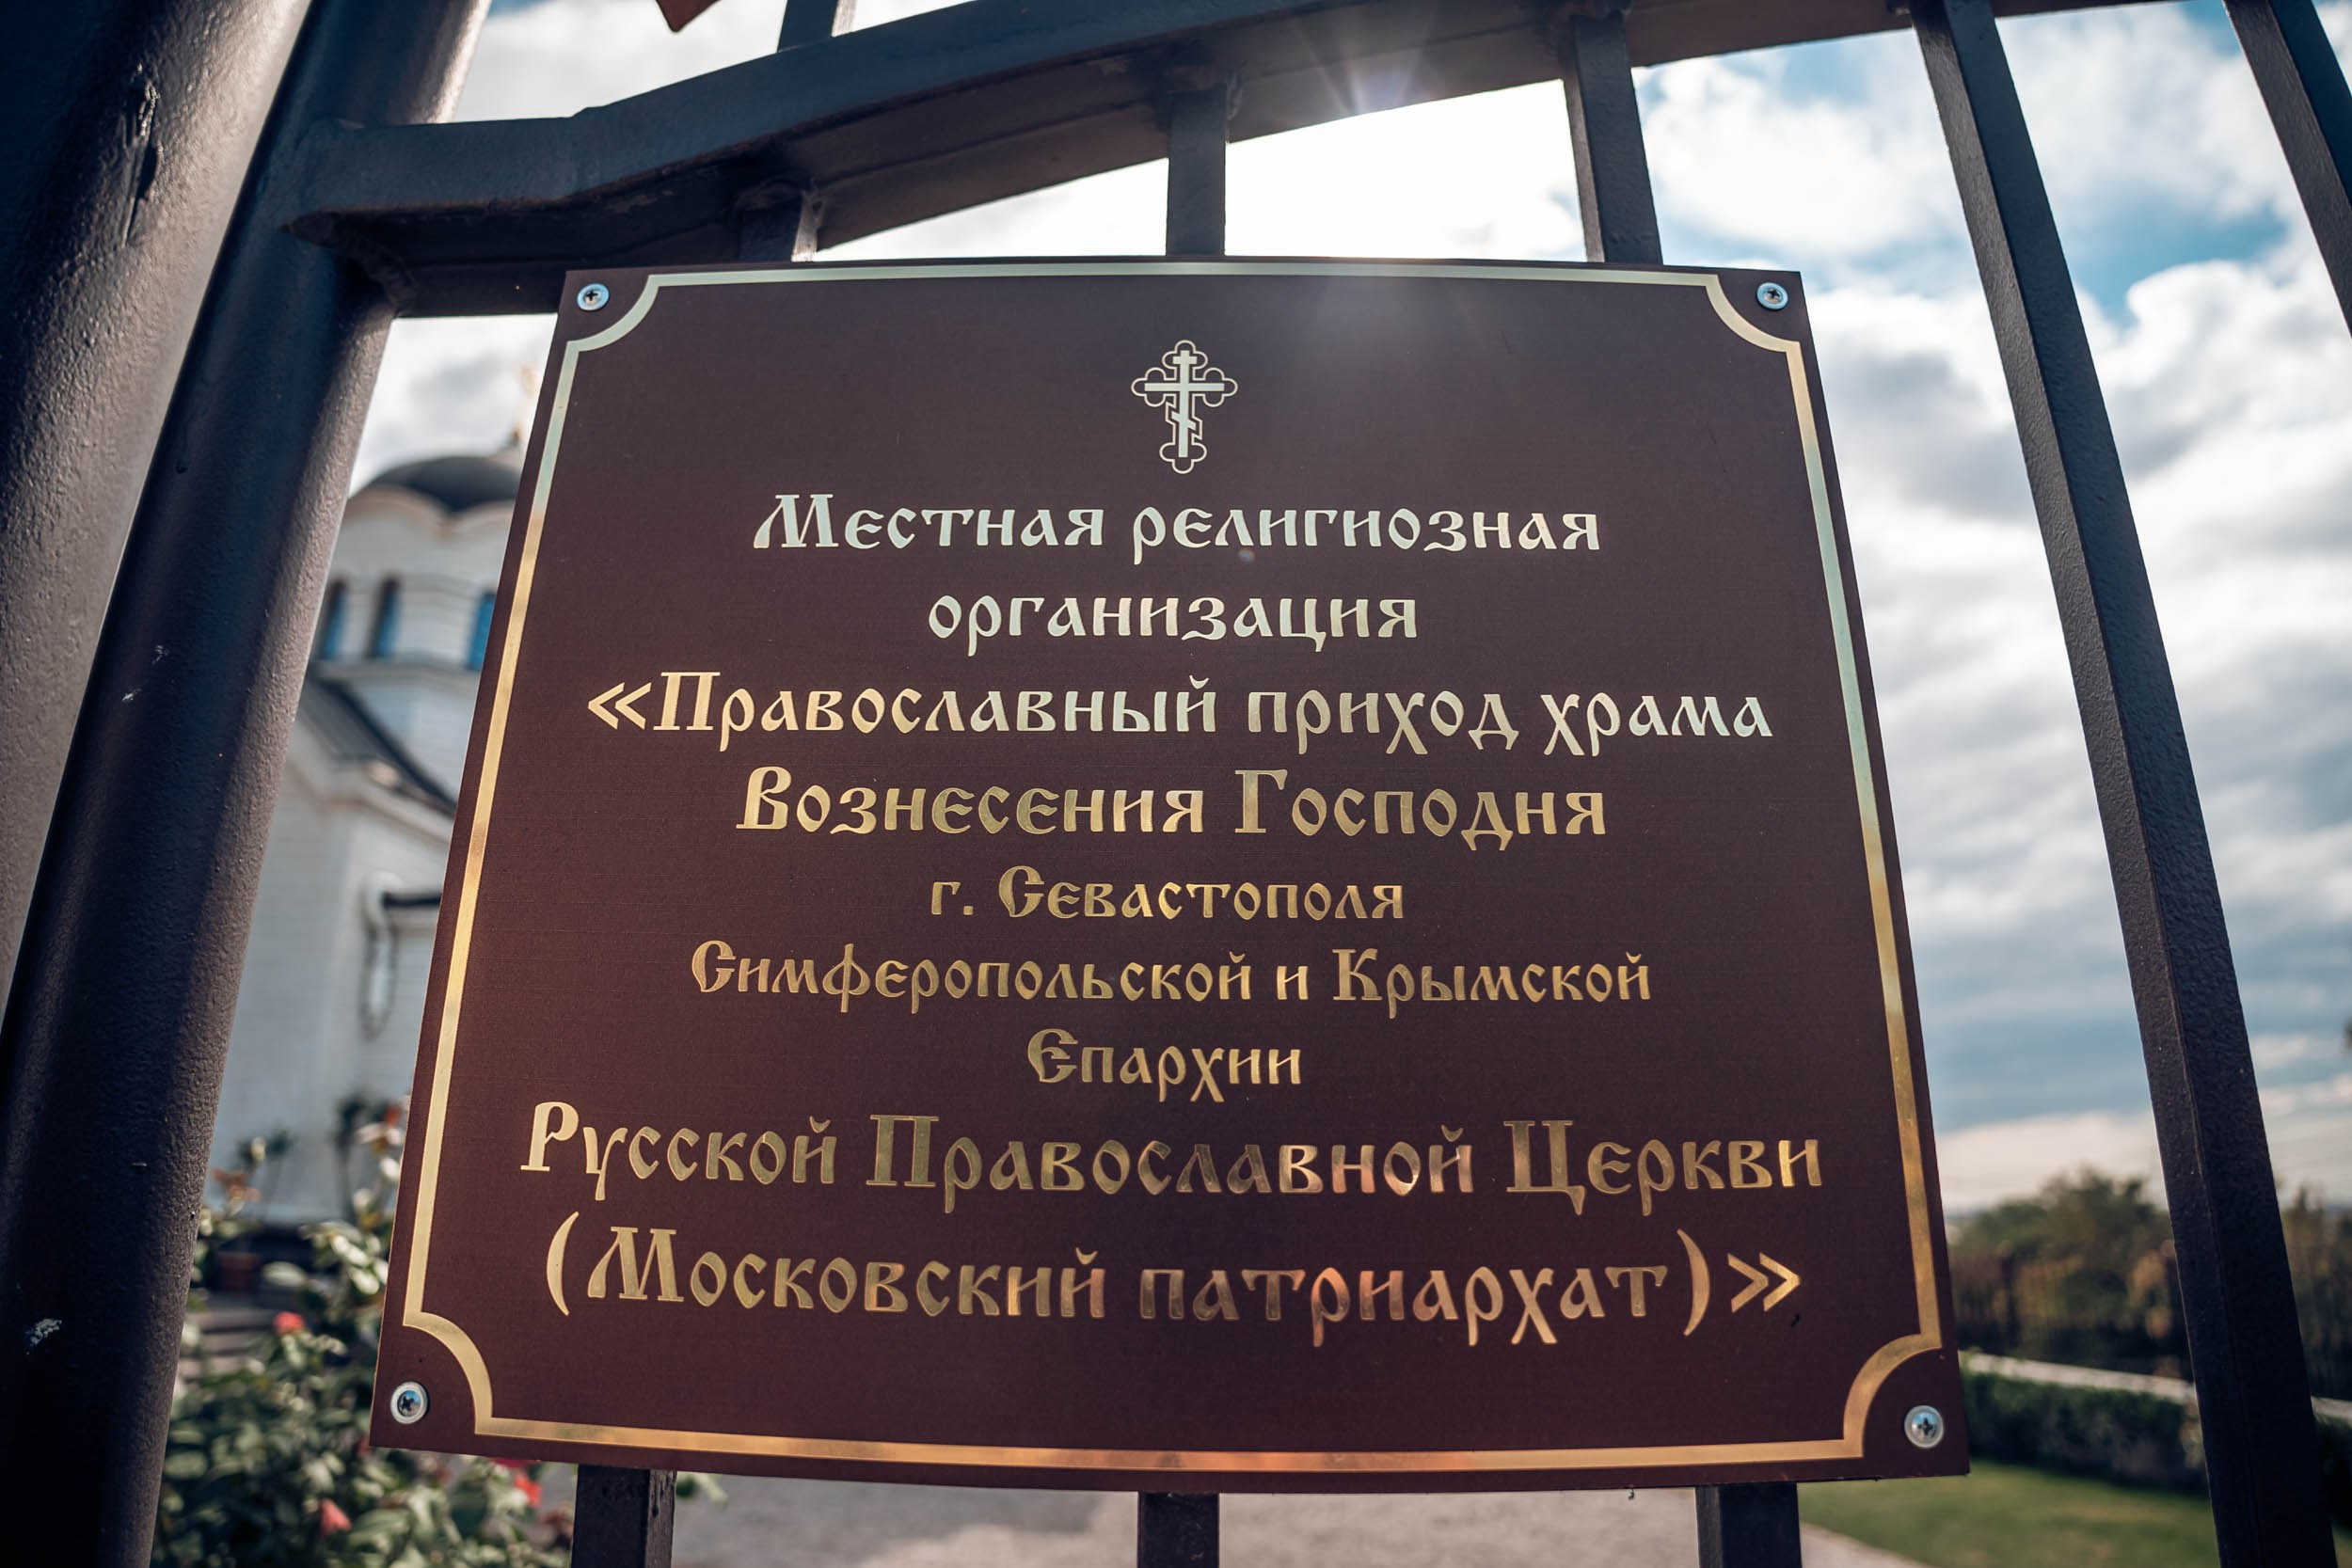 Местная религиозная
организация
«Православный приход храма
Вознесения Господня
г. Севастополя
Симферопольской и Крымской
Епархии
Русской Православной Церкви
(Московский патриархат)»